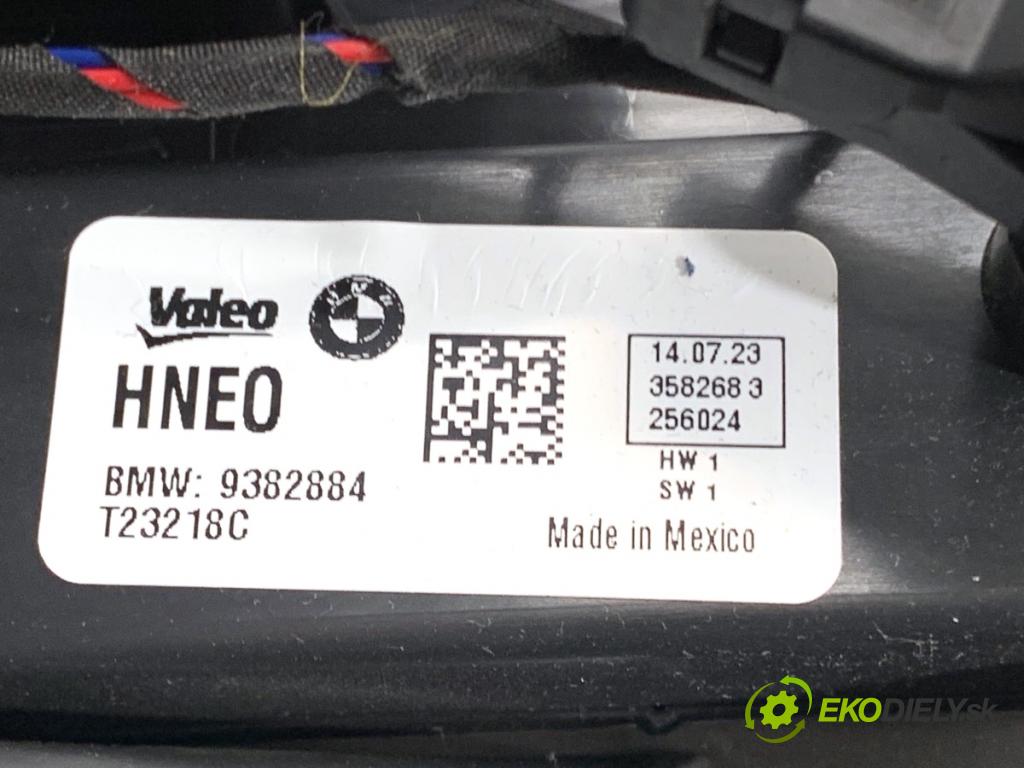 Valeo
BMW
HNEO
14.07.23
358268 3
256024
HW 1
SW 1
BMW: 9382884
T23218C
Made in Mexico
EKODIELY.sk